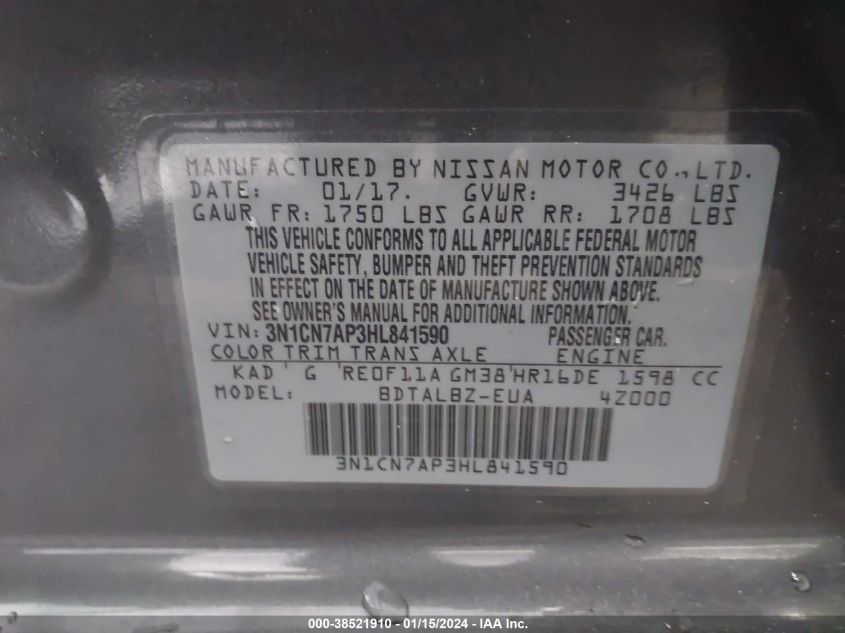 MANUFACTURED BY NISSAN MOTOR CO., LTD.
DATE: 01/17. GVWR: 3426 LBS
GAWR FR: 1750 LBS GAWR RR: 1708 LBS
THIS VEHICLE CONFORMS TO ALL APPLICABLE FEDERAL MOTOR
VEHICLE SAFETY, BUMPER AND THEFT PREVENTION STANDARDS
IN EFFECT ON THE DATE OF MANUFACTURE SHOWN ABOVE.
SEE OWNER'S MANUAL FOR ADDITIONAL INFORMATION.
VIN: 3N1CN7AP3HL841590 PASSENGER CAR.
COLOR TRIM TRANS AXLE ENGINE
KAD G RE0F11A GM38 HR16DE 1598 CC
MODEL: BDTALBZ-EUA 4Z000
3N1CN7AP3HL841590
000-38521910 - 01/15/2024 - IAA Inc.